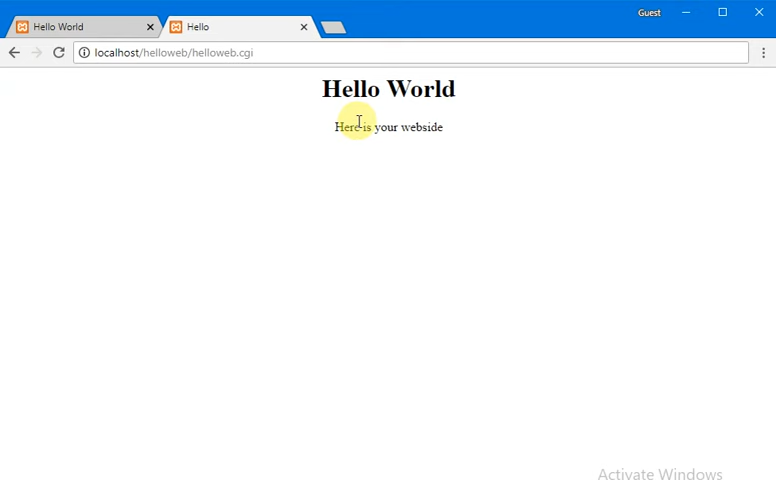 Guest
Hello World
Hello
localhost/helloweb/helloweb.cgi
Hello World
Here is your webside
Activate Windows